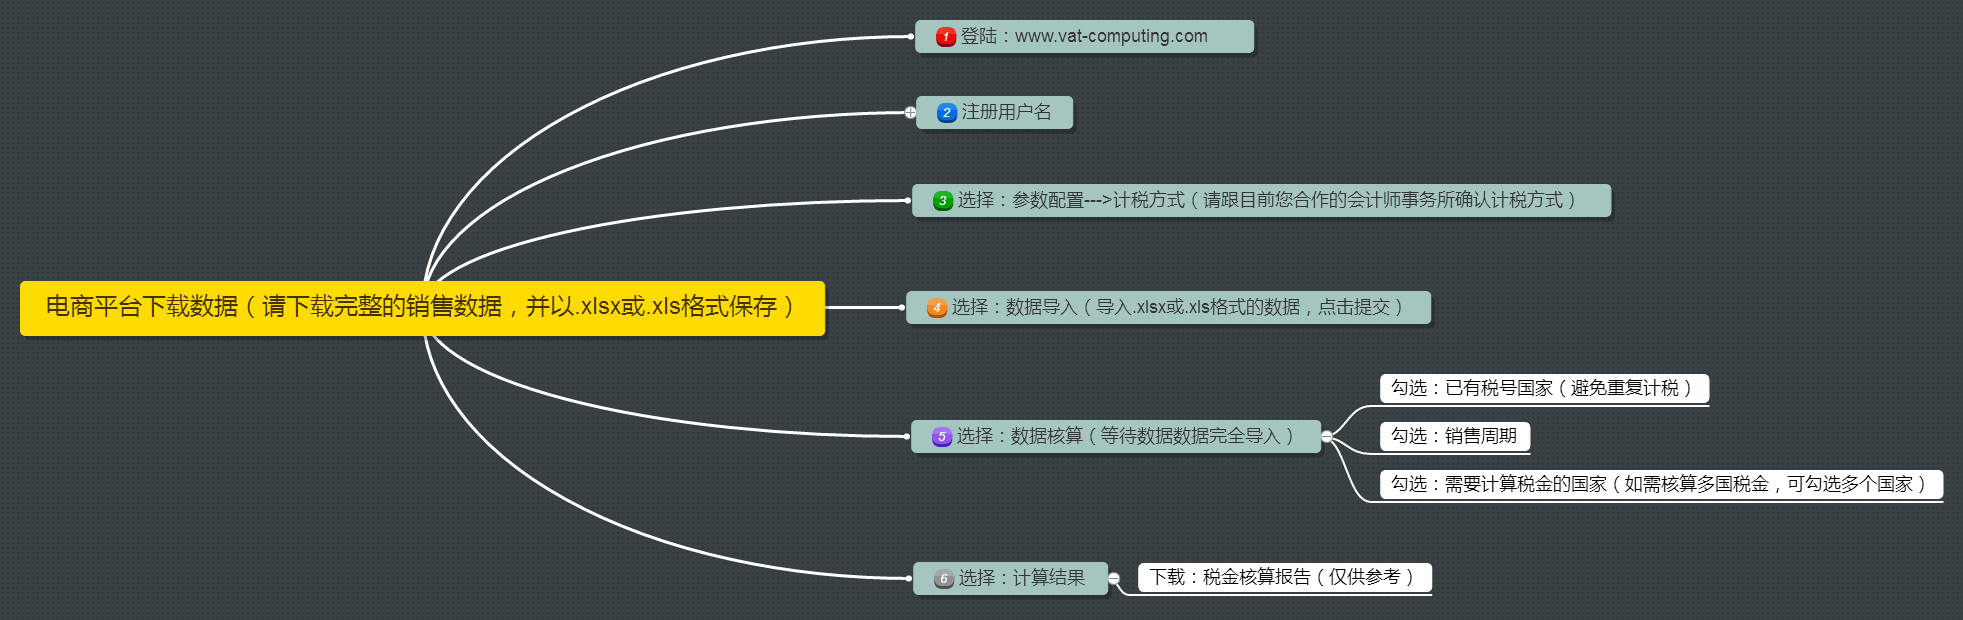 1 登陆：www.vat-computing.com
2 注册用户名
3 选择：参数配置--->计税方式（请跟目前您合作的会计师事务所确认计税方式）
电商平台下载数据（请下载完整的销售数据，并以.xlsx或.xls格式保存）
4 选择：数据导入（导入.xlsx或.xls格式的数据，点击提交）
5 选择：数据核算（等待数据数据完全导入）
勾选：已有税号国家（避免重复计税）
勾选：销售周期
勾选：需要计算税金的国家（如需核算多国税金，可勾选多个国家）
6 选择：计算结果
下载：税金核算报告（仅供参考）